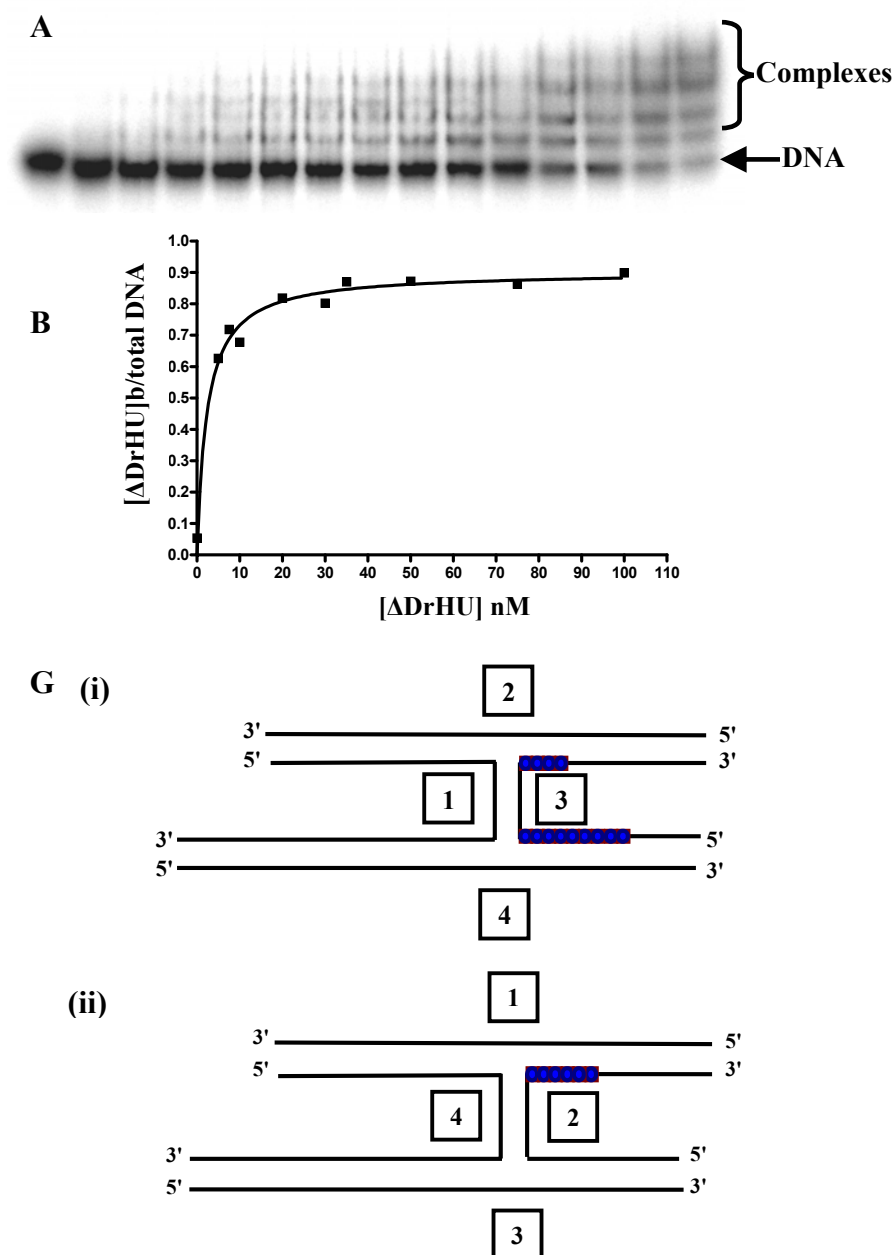 A
Complexes
DNA
B
[ΔDrHU]b/total DNA
1.0
0.9
0.8
0.7
0.6
0.5
0.4
0.3
0.2
0.1
0.0
0 10 20 30 40 50 60 70 80 90 100 110
[ΔDrHU] nM
G (i)
2
3' 5'
5' 3'
1 3
3' 5'
5' 3'
4
(ii)
1
3' 5'
5' 3'
4 2
3' 5'
5' 3'
3